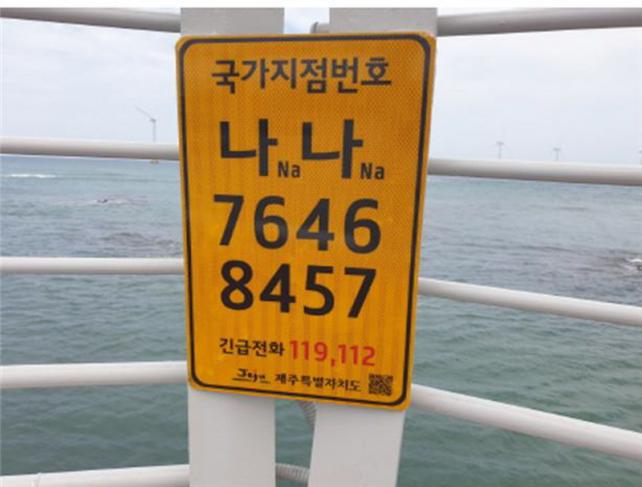 국가지점번호
나Na 나Na
7646
8457
긴급전화 119,112
Jeju 제주특별자치도